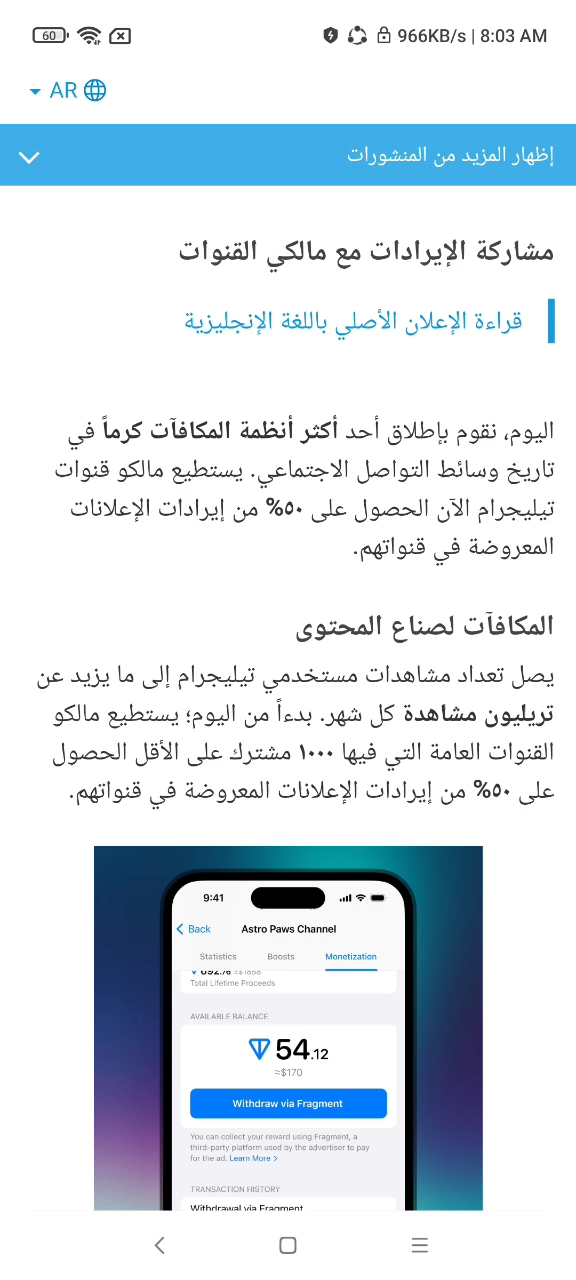 60
966KB/s | 8:03 AM
AR
إظهار المزيد من المنشورات
مشاركة الإيرادات مع مالكي القنوات
قراءة الإعلان الأصلي باللغة الإنجليزية
اليوم، نقوم بإطلاق أحد أكثر أنظمة المكافآت كرماً في
تاريخ وسائط التواصل الاجتماعي. يستطيع مالكو قنوات
تيليجرام الآن الحصول على ٥٠% من إيرادات الإعلانات
المعروضة في قنواتهم.
المكافآت لصناع المحتوى
يصل تعداد مشاهدات مستخدمي تيليجرام إلى ما يزيد عن
تريليون مشاهدة كل شهر. بدءاً من اليوم؛ يستطيع مالكو
القنوات العامة التي فيها ١٠٠٠ مشترك على الأقل الحصول
على ٥٠% من إيرادات الإعلانات المعروضة في قنواتهم.
9:41
Back
Astro Paws Channel
Statistics Boosts Monetization
Total Lifetime Proceeds
AVAILABLE BALANCE
54.12
≈$170
Withdraw via Fragment
You can collect your reward using Fragment, a
third-party platform used by the advertiser to pay
for the ad. Learn More >
TRANSACTION HISTORY
Withdrawal via Fragment